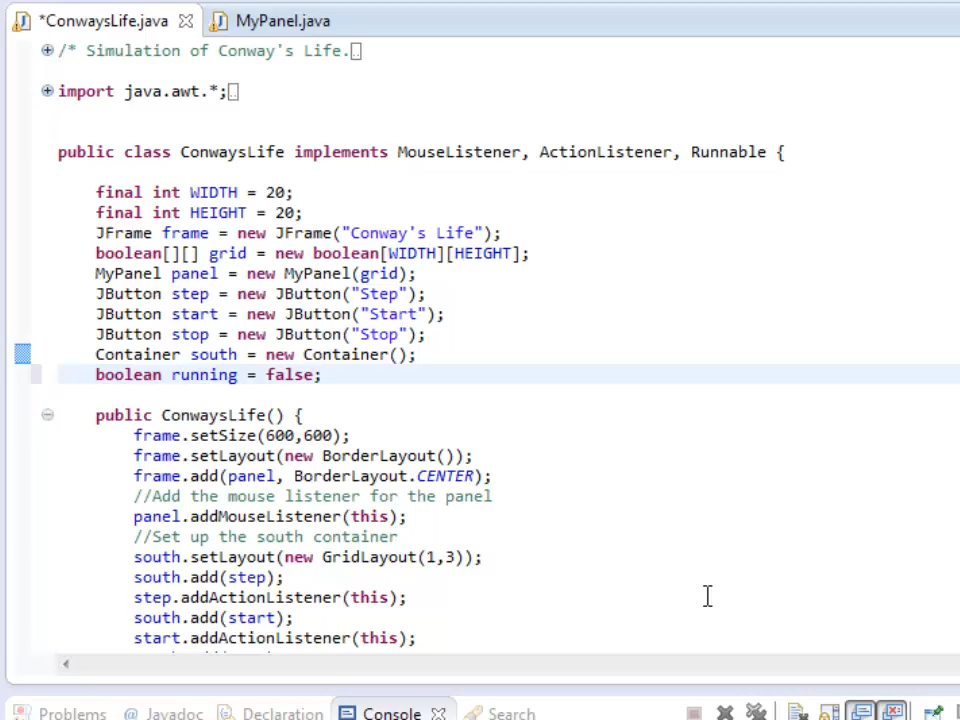 *ConwaysLife.java MyPanel.java
/* Simulation of Conway's Life.
import java.awt.*;
public class ConwaysLife implements MouseListener, ActionListener, Runnable {
final int WIDTH = 20;
final int HEIGHT = 20;
JFrame frame = new JFrame("Conway's Life");
boolean[][] grid = new boolean[WIDTH][HEIGHT];
MyPanel panel = new MyPanel(grid);
JButton step = new JButton("Step");
JButton start = new JButton("Start");
JButton stop = new JButton("Stop");
Container south = new Container();
boolean running = false;
public ConwaysLife() {
frame.setSize(600,600);
frame.setLayout(new BorderLayout());
frame.add(panel, BorderLayout.CENTER);
//Add the mouse listener for the panel
panel.addMouseListener(this);
//Set up the south container
south.setLayout(new GridLayout(1,3));
south.add(step);
step.addActionListener(this);
south.add(start);
start.addActionListener(this);
Problems @ Javadoc Declaration Console Search